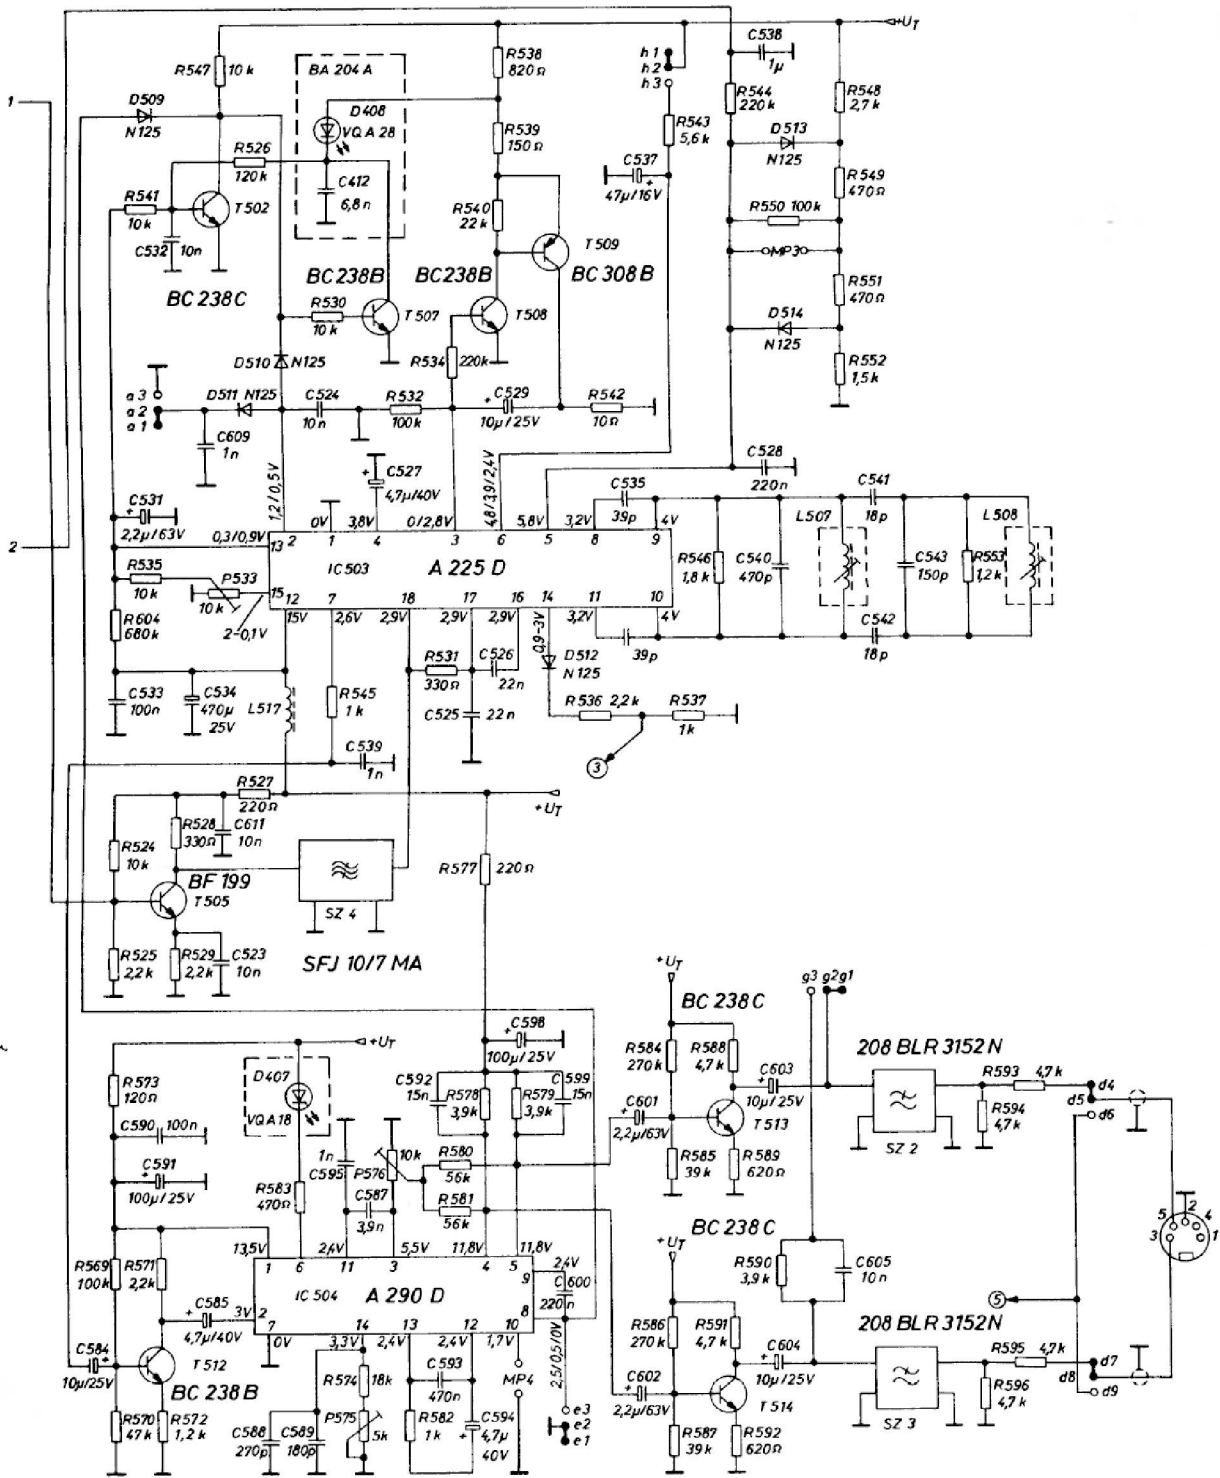 +U_T
C538
1µ
R538
820Ω
h1
h2
h3
R547
10k
BA 204 A
R544
220k
R548
2,7k
1
D509
N125
D408
VQA 28
R539
150Ω
R543
5,6k
D513
N125
R526
120k
C537
47µ/16V
+
R549
470Ω
R541
10k
T502
C412
6,8n
R540
22k
R550 100k
C532
10n
T509
MP3
BC 238C
BC238B
BC238B
BC 308 B
R551
470Ω
R530
10k
T507
T508
D514
N125
D510
N125
R534
220k
R552
1,5k
a3
a2
a1
D511 N125
C524
10n
R532
100k
+
C529
10µ/25V
R542
10Ω
C609
1n
+
C527
4,7µ/40V
C528
220n
1,2/0,5V
4,8/3,9/2,4V
C531
+
2,2µ/63V
0V
3,8V
0/2,8V
5,8V
3,2V
C535
39p
4V
C541
18p
L507
L508
2
0,3/0,9V
13
2
1
4
3
6
5
8
9
R535
10k
P533
10k
15
IC 503
A 225 D
R546
1,8k
C540
470p
C543
150p
R553
1,2k
12
7
18
17
16
14
11
10
R604
680k
2-0,1V
15V
2,6V
2,9V
2,9V
2,9V
0,9-3V
3,2V
4V
39p
C542
18p
R531
330Ω
C526
22n
D512
N125
C533
100n
C534
470µ
25V
L517
R545
1k
C525
22n
R536
2,2k
R537
1k
3
C539
1n
R527
220Ω
+U_T
R528
330Ω
C611
10n
R524
10k
R577
220Ω
BF 199
T505
SZ 4
R525
2,2k
R529
2,2k
C523
10n
SFJ 10/7 MA
+U_T
g3
g2
g1
BC 238C
+U_T
+
C598
100µ/25V
R584
270k
R588
4,7k
208 BLR 3152 N
R573
120Ω
D407
VQA18
C592
15n
R578
3,9k
R579
3,9k
C599
15n
C603
+
10µ/25V
R593
4,7k
d4
d5
d6
C590
100n
C601
+
2,2µ/63V
T513
R594
4,7k
SZ 2
+
C591
100µ/25V
1n
C595
P576
10k
R580
56k
R585
39k
R589
620Ω
R583
470Ω
C587
3,9n
R581
56k
BC 238C
+U_T
5
2
4
3
1
13,5V
2,4V
5,5V
11,8V
11,8V
R590
3,9k
C605
10n
R569
100k
R571
2,2k
1
6
11
3
4
5
9
2,4V
C600
220n
+
C585
4,7µ/40V
3V
2
IC 504
A 290 D
8
5
R586
270k
R591
4,7k
208 BLR 3152N
7
14
13
12
10
C584
+
10µ/25V
0V
3,3V
2,4V
2,4V
1,7V
2,5/0,5/0V
+
C604
10µ/25V
R595
4,7k
d7
d8
d9
T512
BC 238 B
R574
18k
C593
470n
MP4
C602
+
2,2µ/63V
T514
R596
4,7k
SZ 3
R570
47k
R572
1,2k
C588
270p
C589
180p
P575
5k
R582
1k
+
C594
4,7µ
40V
e3
e2
e1
R587
39k
R592
620Ω